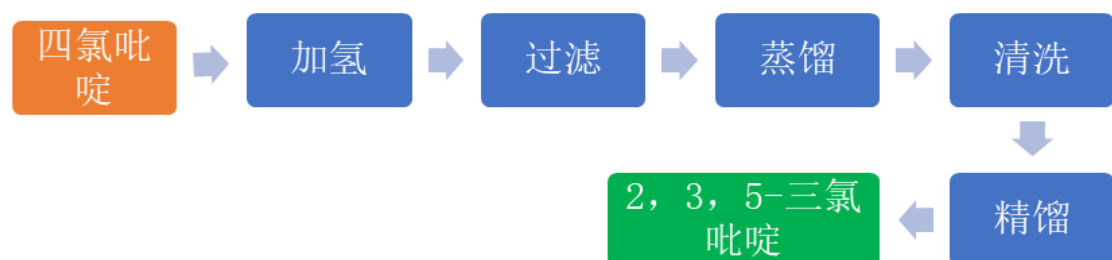 四氯吡
啶
加氢
过滤
蒸馏
清洗
精馏
2，3，5-三氯
吡啶